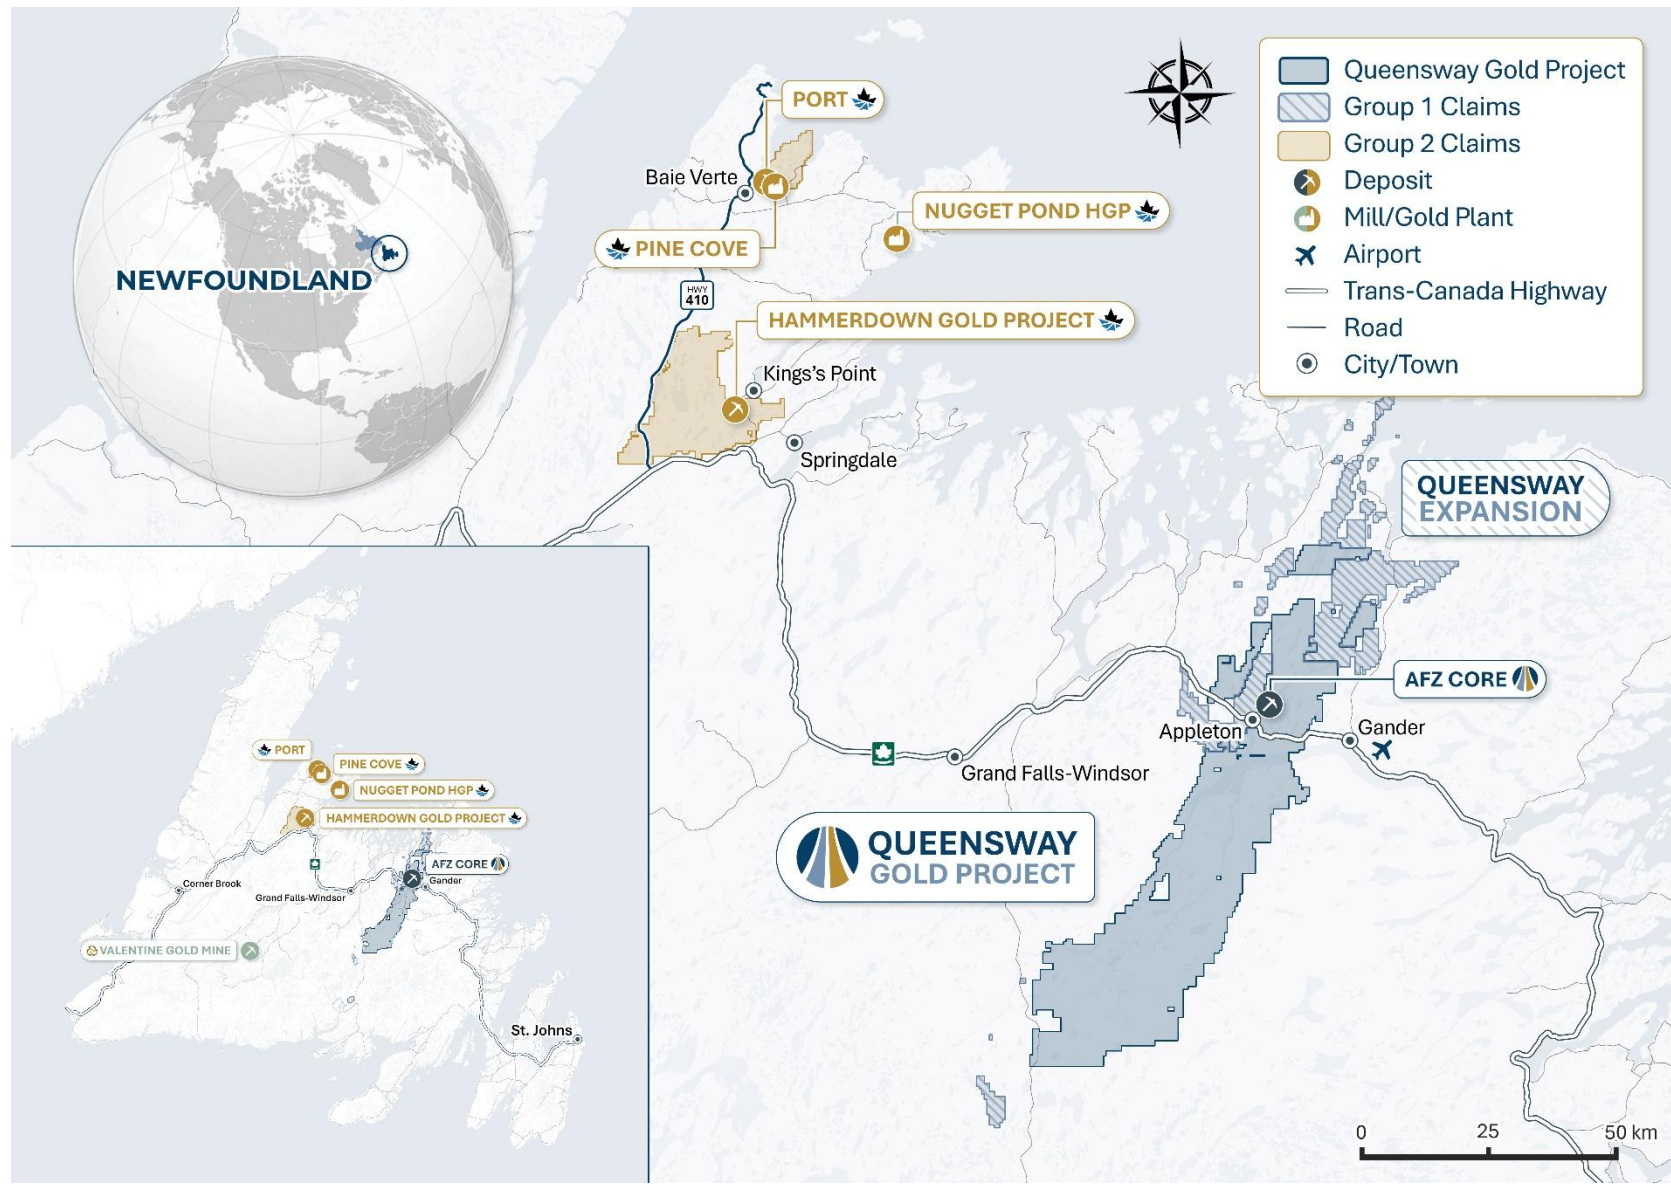 NEWFOUNDLAND
PORT
Baie Verte
PINE COVE
NUGGET POND HGP
HWY
410
HAMMERDOWN GOLD PROJECT
Kings's Point
Springdale
Queensway Gold Project
Group 1 Claims
Group 2 Claims
Deposit
Mill/Gold Plant
Airport
Trans-Canada Highway
Road
City/Town
QUEENSWAY
EXPANSION
AFZ CORE
Appleton
Gander
Grand Falls-Windsor
QUEENSWAY
GOLD PROJECT
PORT
PINE COVE
NUGGET POND HGP
HAMMERDOWN GOLD PROJECT
AFZ CORE
Gander
Corner Brook
Grand Falls-Windsor
VALENTINE GOLD MINE
St. Johns
0 25 50 km